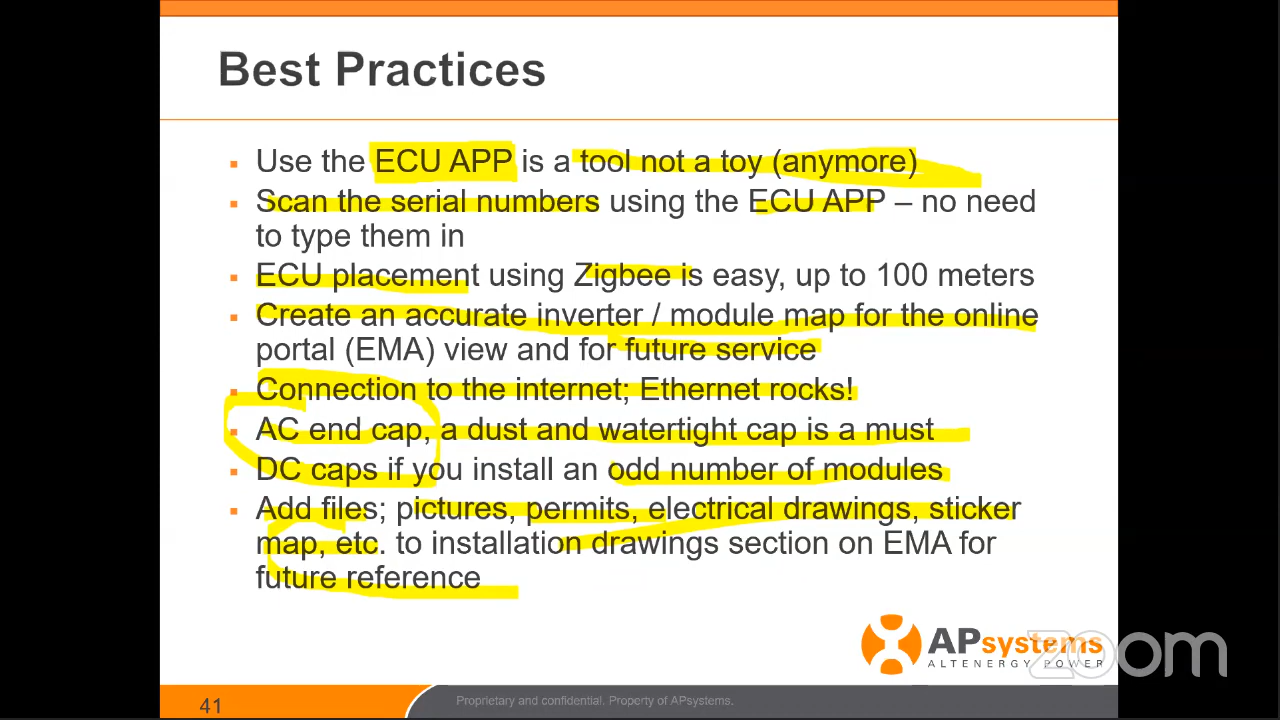 Best Practices
Use the ECU APP is a tool not a toy (anymore)
Scan the serial numbers using the ECU APP – no need
to type them in
ECU placement using Zigbee is easy, up to 100 meters
Create an accurate inverter / module map for the online
portal (EMA) view and for future service
Connection to the internet; Ethernet rocks!
AC end cap, a dust and watertight cap is a must
DC caps if you install an odd number of modules
Add files; pictures, permits, electrical drawings, sticker
map, etc. to installation drawings section on EMA for
future reference
APsystems
ALTENERGY POWER
zoom
41
Proprietary and confidential. Property of APsystems.